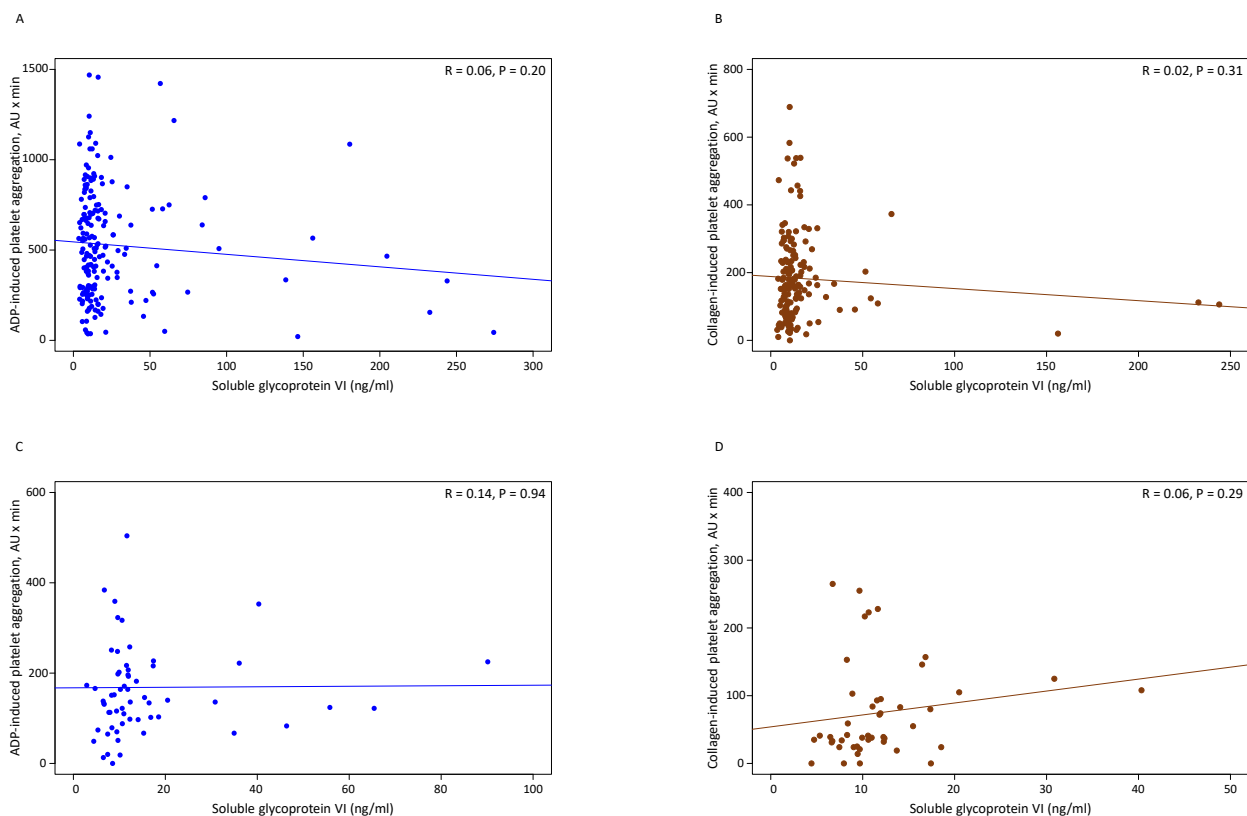 A
R = 0.06, P = 0.20
ADP-induced platelet aggregation, AU x min
1500
1000
500
0
0 50 100 150 200 250 300
Soluble glycoprotein VI (ng/ml)
B
R = 0.02, P = 0.31
Collagen-induced platelet aggregation, AU x min
800
600
400
200
0
0 50 100 150 200 250
Soluble glycoprotein VI (ng/ml)
C
R = 0.14, P = 0.94
ADP-induced platelet aggregation, AU x min
600
400
200
0
0 20 40 60 80 100
Soluble glycoprotein VI (ng/ml)
D
R = 0.06, P = 0.29
Collagen-induced platelet aggregation, AU x min
400
300
200
100
0
0 10 20 30 40 50
Soluble glycoprotein VI (ng/ml)